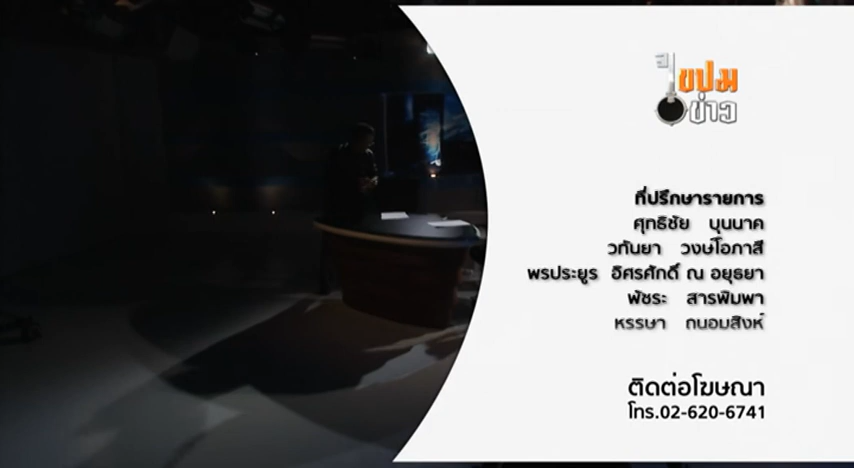 ไขปม
ข่าว
ที่ปรึกษารายการ
ศุทธิชัย บุนนาค
วทันยา วงษ์โอภาสี
พรประยูร อิศรศักดิ์ ณ อยุธยา
พัชระ สารพิมพา
หรรษา ถนอมสิงห์
ติดต่อโฆษณา
โทร.02-620-6741